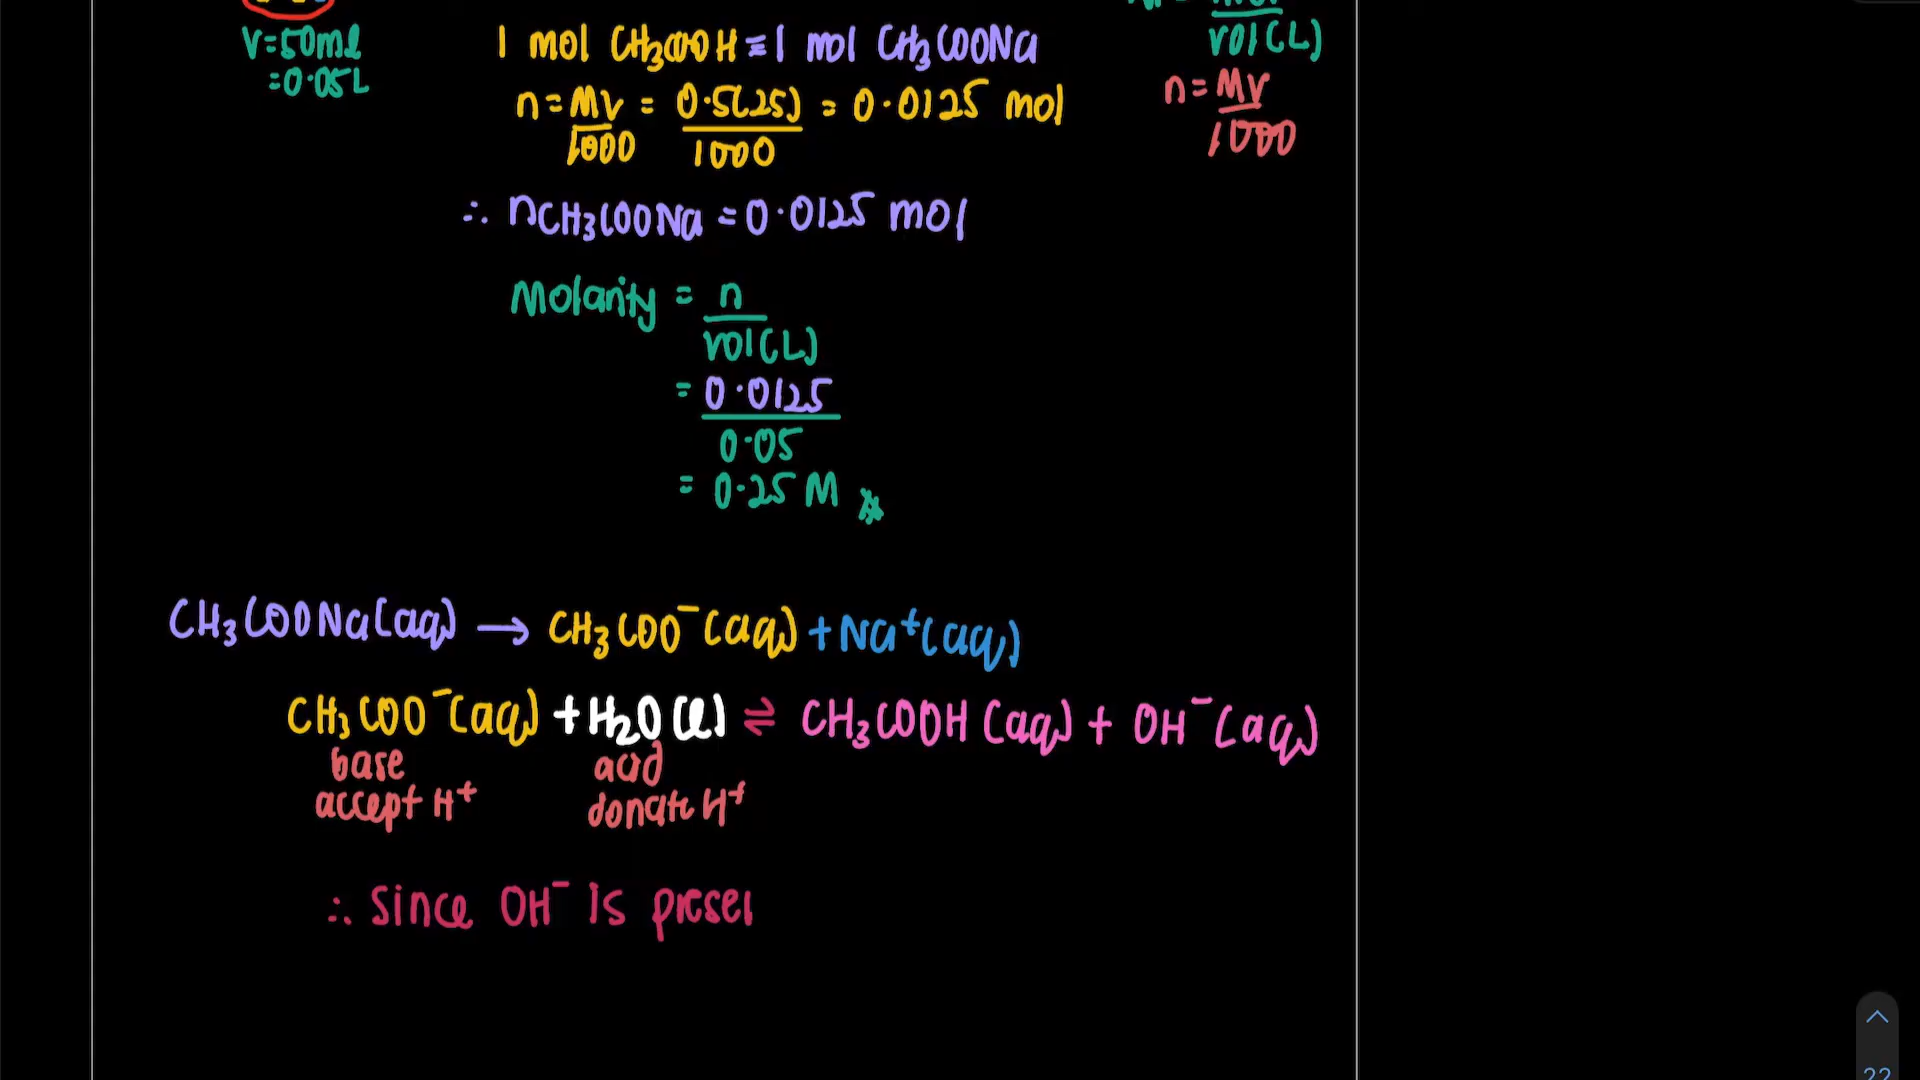 V=50ml
=0.05L
1 mol CH₃COOH ≡ 1 mol CH₃COONa
n = MV/1000 = 0.5(25)/1000 = 0.0125 mol
vol(L)
n = MV/1000
∴ nCH₃COONa = 0.0125 mol
Molarity = n/vol(L)
= 0.0125/0.05
= 0.25 M
CH₃COONa(aq) → CH₃COO⁻(aq) + Na⁺(aq)
CH₃COO⁻(aq) + H₂O(l) ⇌ CH₃COOH(aq) + OH⁻(aq)
base acid
accept H⁺ donate H⁺
∴ Since OH⁻ is presen